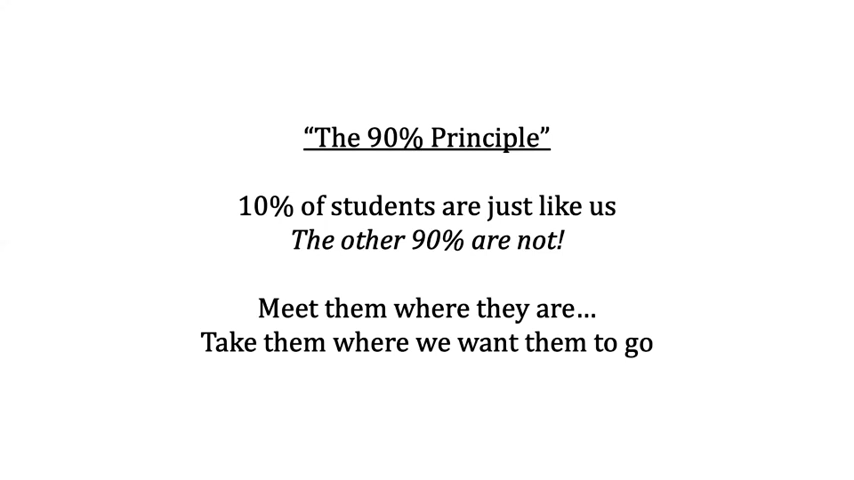 “The 90% Principle”
10% of students are just like us
The other 90% are not!
Meet them where they are...
Take them where we want them to go